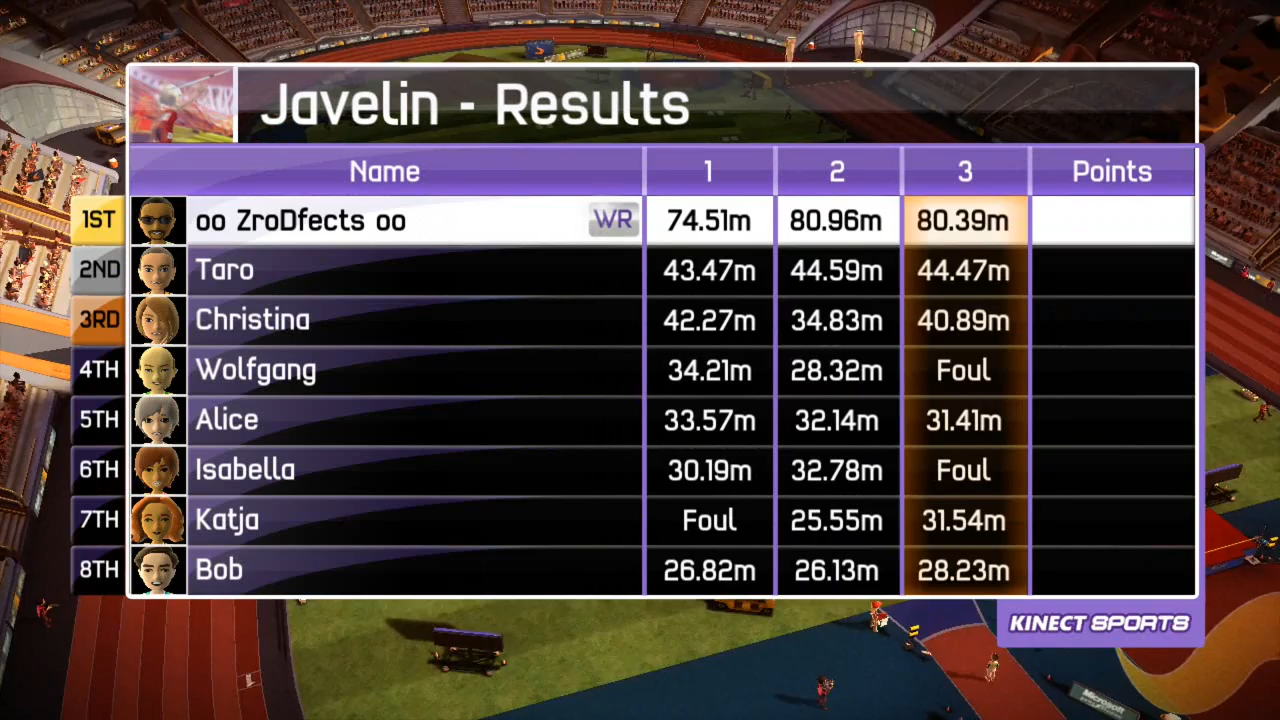 Javelin - Results
Name 1 2 3 Points
1ST oo ZroDfects oo WR 74.51m 80.96m 80.39m
2ND Taro 43.47m 44.59m 44.47m
3RD Christina 42.27m 34.83m 40.89m
4TH Wolfgang 34.21m 28.32m Foul
5TH Alice 33.57m 32.14m 31.41m
6TH Isabella 30.19m 32.78m Foul
7TH Katja Foul 25.55m 31.54m
8TH Bob 26.82m 26.13m 28.23m
KINECT SPORTS
Microsoft